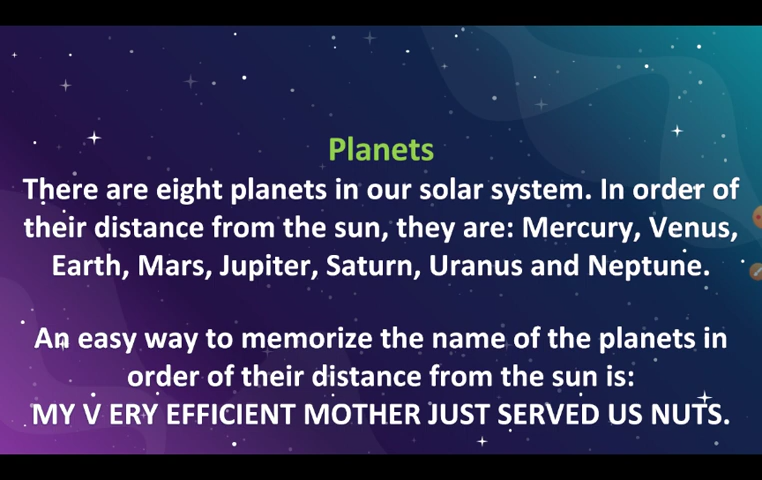 Planets
There are eight planets in our solar system. In order of
their distance from the sun, they are: Mercury, Venus,
Earth, Mars, Jupiter, Saturn, Uranus and Neptune.
An easy way to memorize the name of the planets in
order of their distance from the sun is:
MY V ERY EFFICIENT MOTHER JUST SERVED US NUTS.